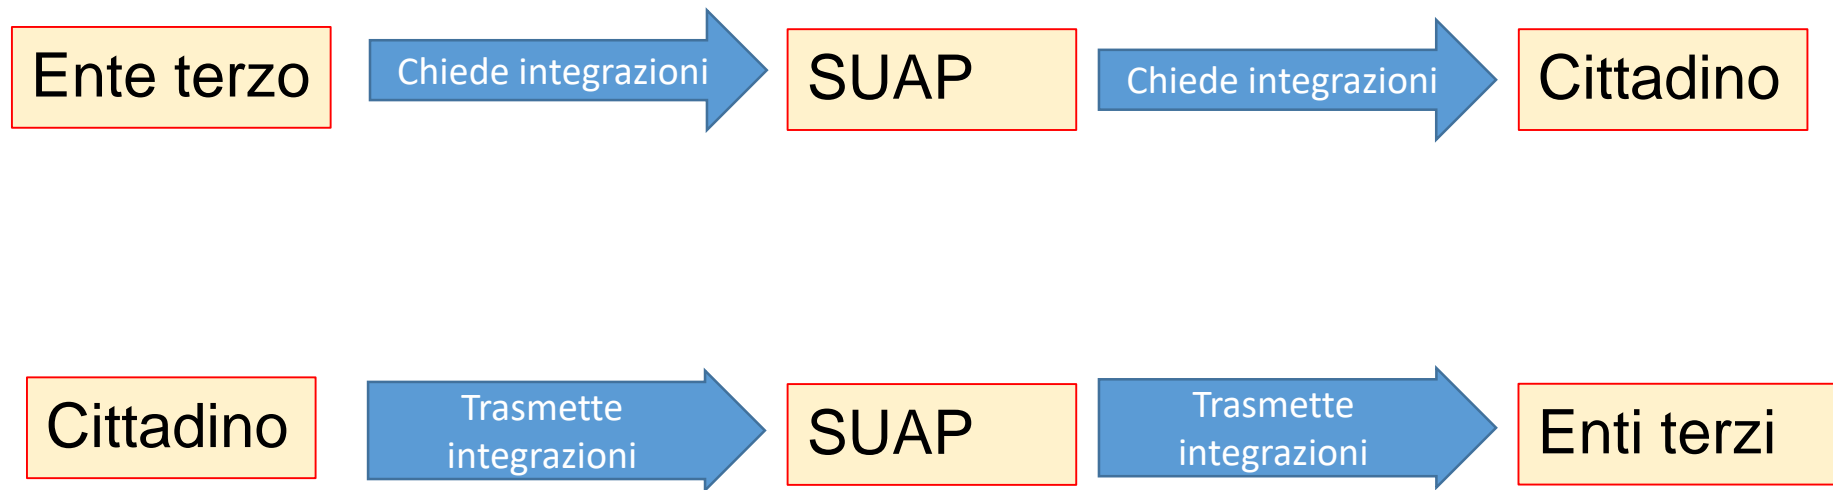 Ente terzo
Chiede integrazioni
SUAP
Chiede integrazioni
Cittadino
Cittadino
Trasmette
integrazioni
SUAP
Trasmette
integrazioni
Enti terzi